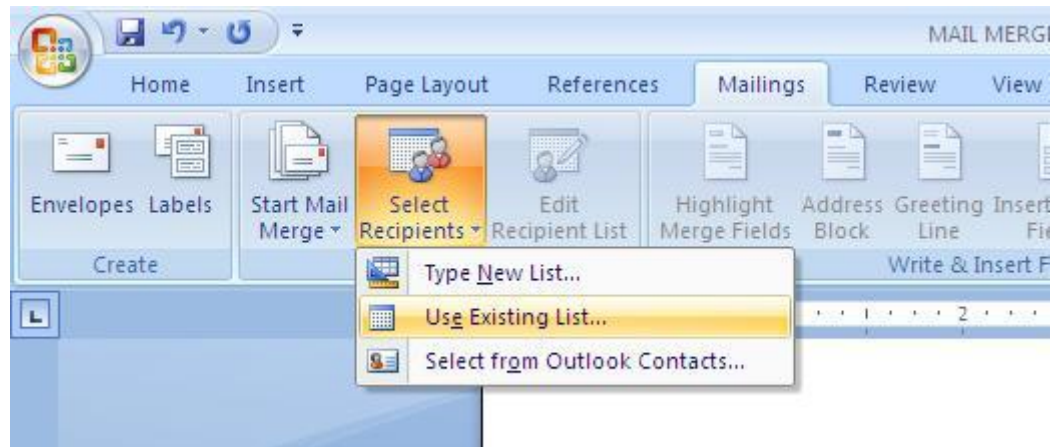 MAIL MERG
Home Insert Page Layout References Mailings Review View
Envelopes Labels Start Mail Merge Select Recipients Edit Recipient List Highlight Merge Fields Address Block Greeting Line Insert
Create Write & Insert F
Type New List...
Use Existing List...
Select from Outlook Contacts...
L 2